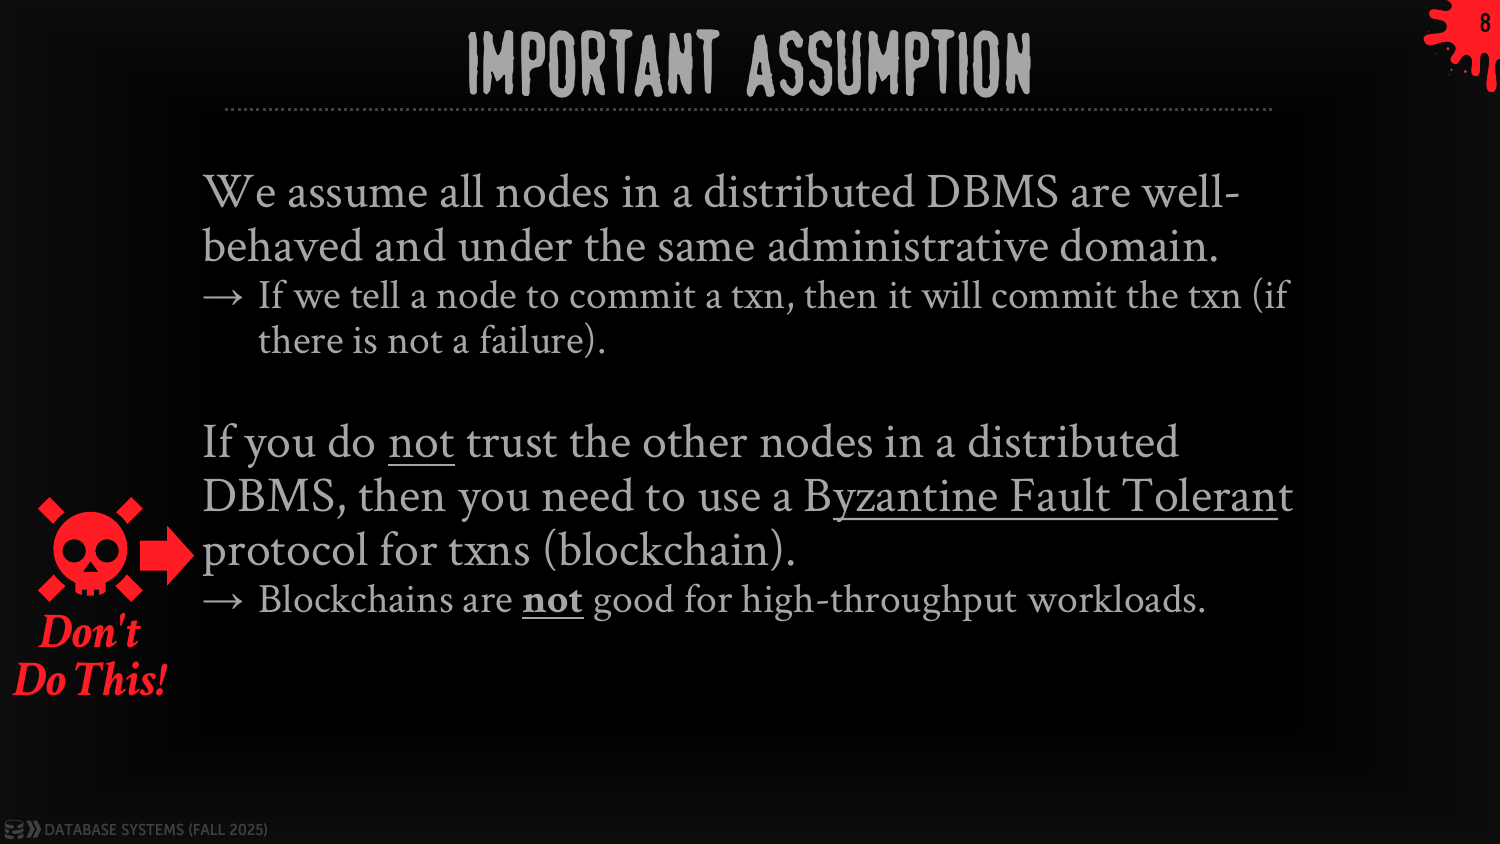 8
IMPORTANT ASSUMPTION
We assume all nodes in a distributed DBMS are well-
behaved and under the same administrative domain.
→ If we tell a node to commit a txn, then it will commit the txn (if
there is not a failure).
If you do not trust the other nodes in a distributed
DBMS, then you need to use a Byzantine Fault Tolerant
protocol for txns (blockchain).
→ Blockchains are not good for high-throughput workloads.
Don't
Do This!
DATABASE SYSTEMS (FALL 2025)